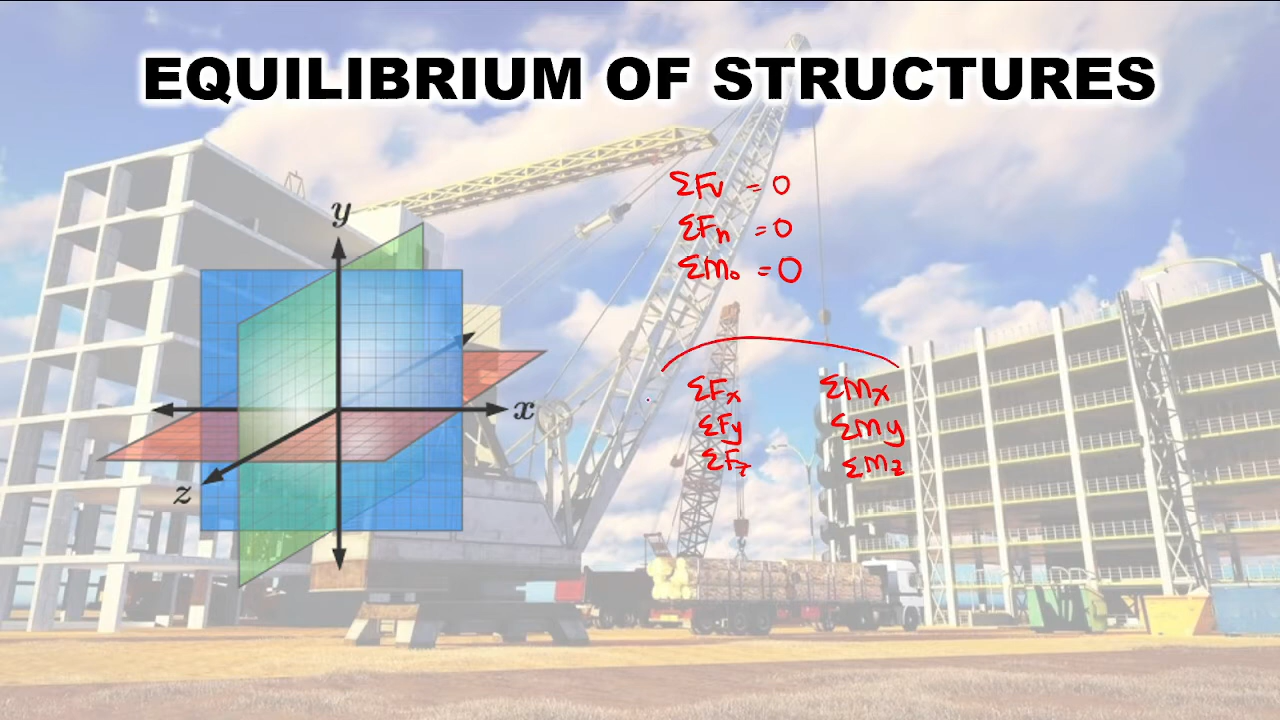 EQUILIBRIUM OF STRUCTURES
y
x
z
ΣFv = 0
ΣFh = 0
ΣMo = 0
ΣFx ΣMx
ΣFy ΣMy
ΣFz ΣMz